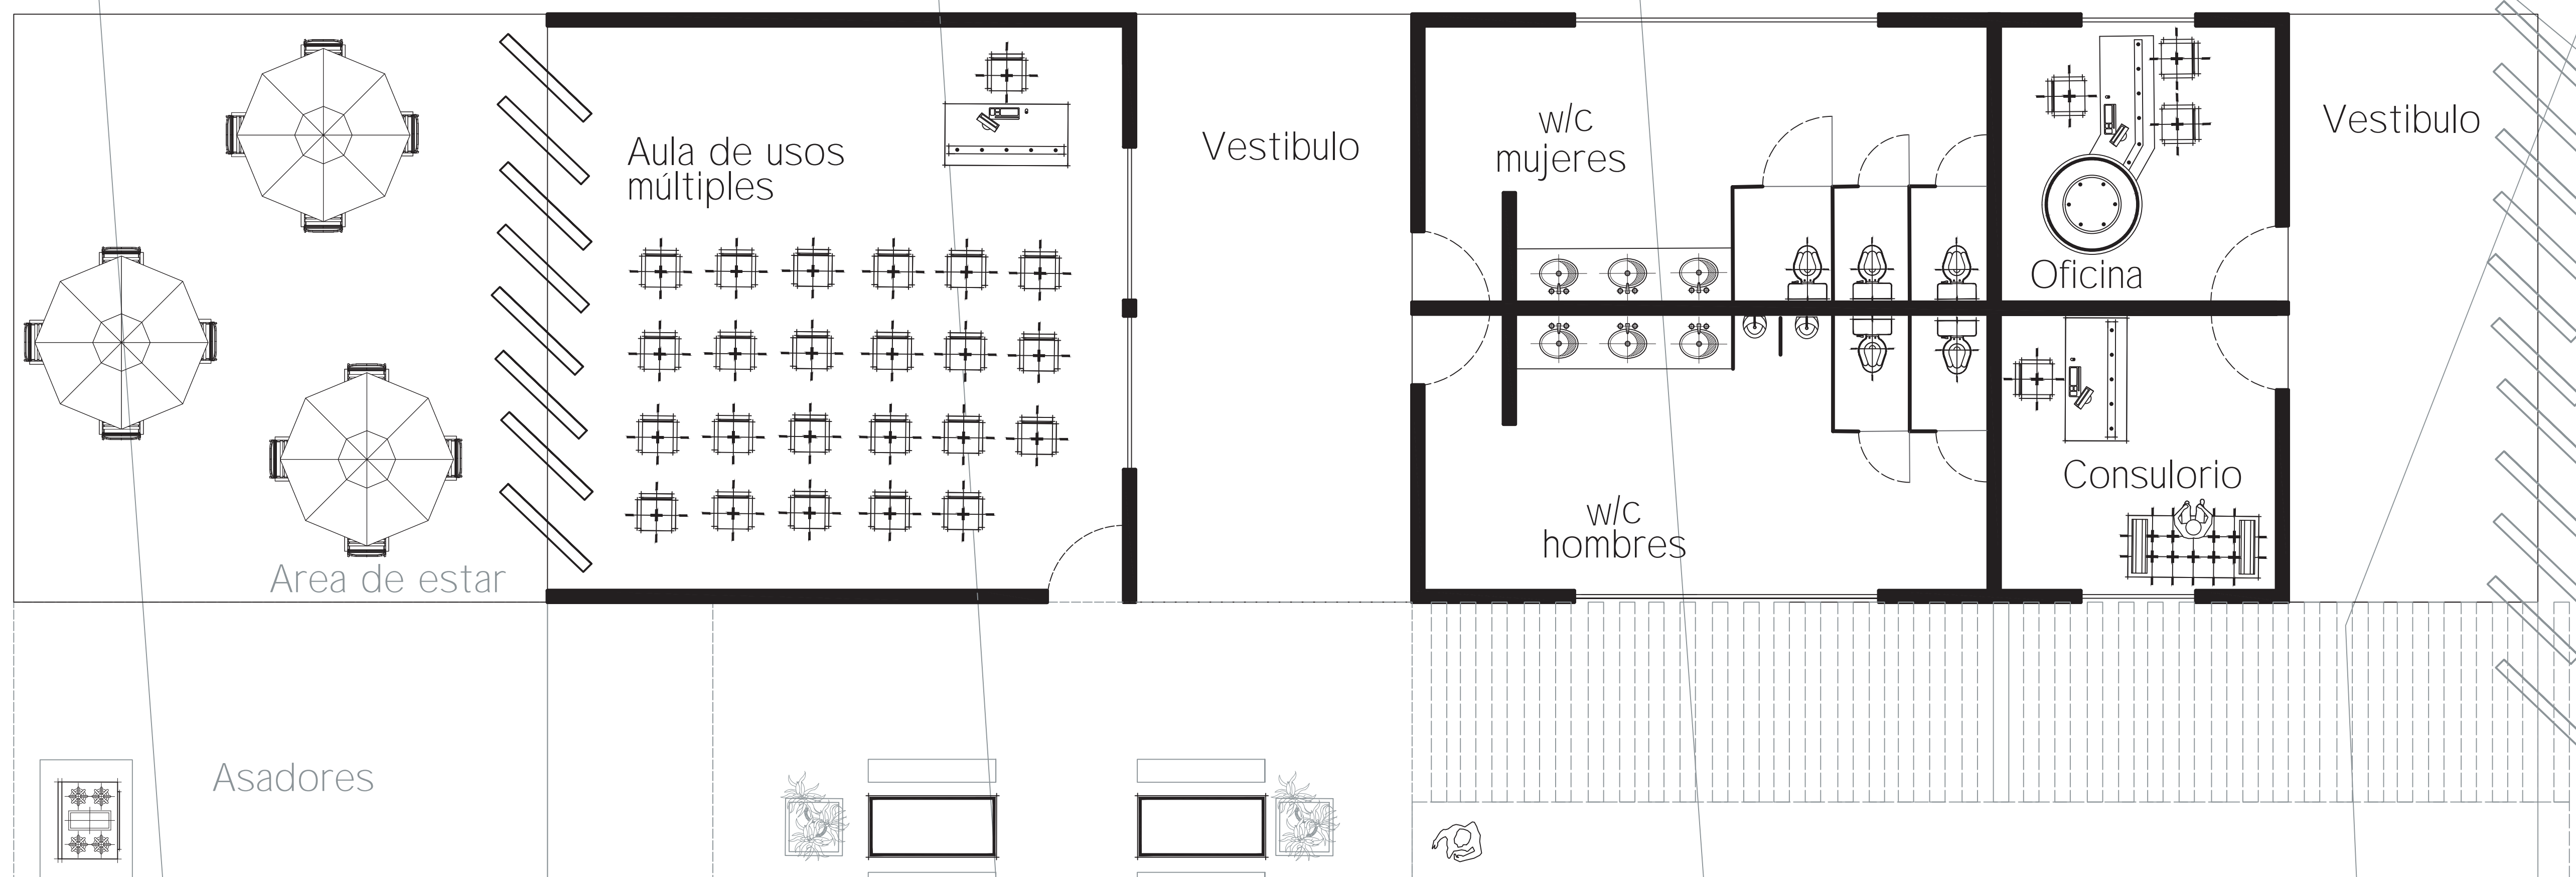 Aula de usos
múltiples
Vestibulo
w/c
mujeres
Oficina
Vestibulo
Consulorio
w/c
hombres
Area de estar
Asadores